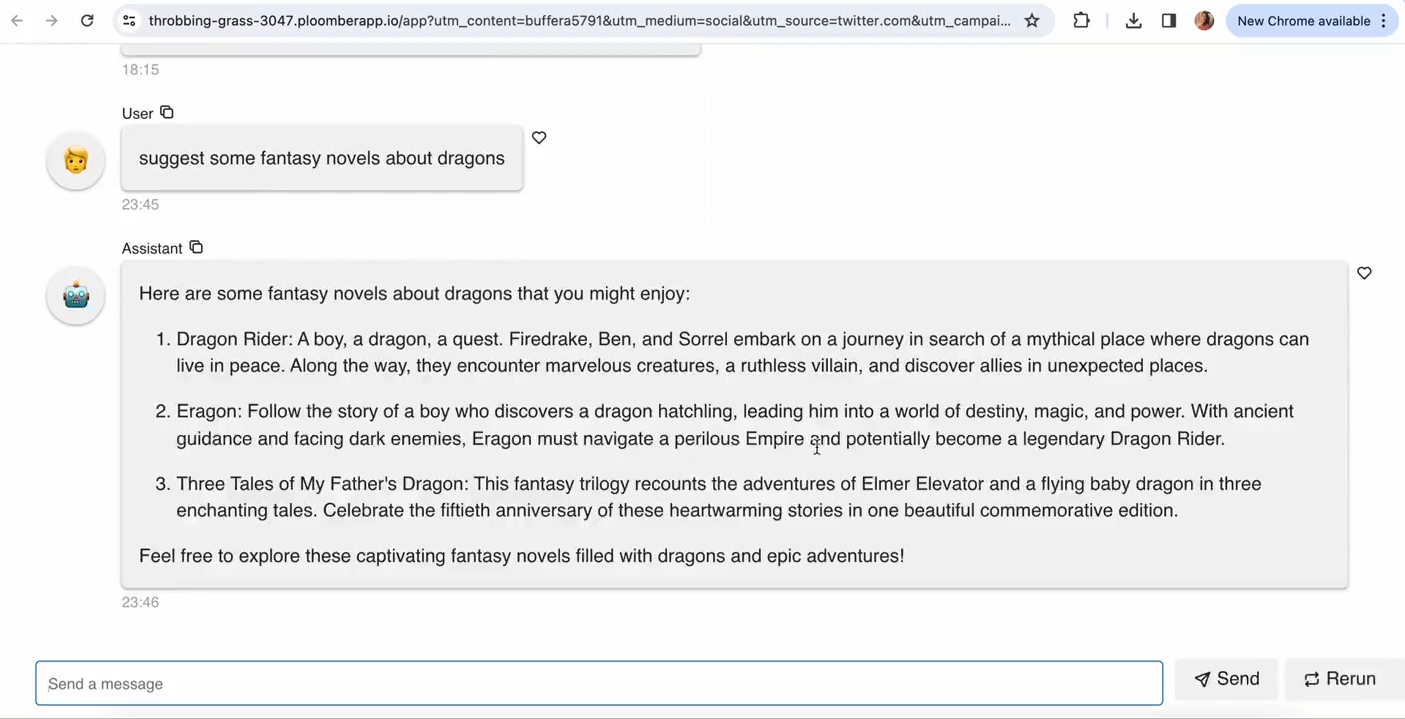 throbbing-grass-3047.ploomberapp.io/app?utm_content=buffera5791&utm_medium=social&utm_source=twitter.com&utm_campai...
New Chrome available
18:15
User
suggest some fantasy novels about dragons
23:45
Assistant
Here are some fantasy novels about dragons that you might enjoy:
1. Dragon Rider: A boy, a dragon, a quest. Firedrake, Ben, and Sorrel embark on a journey in search of a mythical place where dragons can
live in peace. Along the way, they encounter marvelous creatures, a ruthless villain, and discover allies in unexpected places.
2. Eragon: Follow the story of a boy who discovers a dragon hatchling, leading him into a world of destiny, magic, and power. With ancient
guidance and facing dark enemies, Eragon must navigate a perilous Empire and potentially become a legendary Dragon Rider.
3. Three Tales of My Father's Dragon: This fantasy trilogy recounts the adventures of Elmer Elevator and a flying baby dragon in three
enchanting tales. Celebrate the fiftieth anniversary of these heartwarming stories in one beautiful commemorative edition.
Feel free to explore these captivating fantasy novels filled with dragons and epic adventures!
23:46
Send a message
Send
Rerun